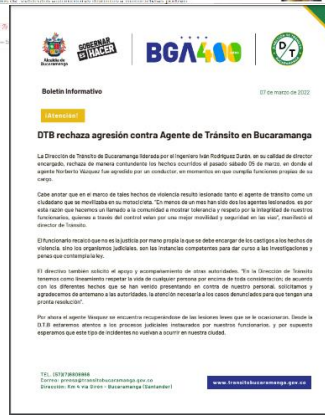 Alcaldía de
Bucaramanga
GOBERNAR
ES HACER
BGA400
D
T
Boletín Informativo
07 de marzo de 2022
¡Atención!
DTB rechaza agresión contra Agente de Tránsito en Bucaramanga
La Dirección de Tránsito de Bucaramanga liderada por el ingeniero Iván Rodríguez Durán, en su calidad de director
encargado, rechaza de manera contundente los hechos ocurridos el pasado sábado 05 de marzo, en donde el
agente Norberto Vázquez fue agredido por un conductor, en momentos en que cumplía funciones propias de su
cargo.
Cabe anotar que en el marco de tales hechos de violencia resultó lesionado tanto el agente de tránsito como un
ciudadano que se movilizaba en su motocicleta. "En menos de un mes han sido dos los agentes lesionados, es por
esta razón que hacemos un llamado a la comunidad a mostrar tolerancia y respeto por la integridad de nuestros
funcionarios, quienes a través del control velan por una mejor movilidad y seguridad en las vías", manifestó el
director de Tránsito.
El funcionario recalcó que no es la justicia por mano propia la que se debe encargar de los castigos a los hechos de
violencia, sino los organismos judiciales, son las instancias competentes para dar curso a las investigaciones y
penas que contempla la ley.
El directivo también solicitó el apoyo y acompañamiento de otras autoridades. "En la Dirección de Tránsito
tenemos como lineamiento respetar la vida de cualquier persona por encima de toda consideración; de acuerdo
con los diferentes hechos que se han venido presentando en contra de nuestro personal, solicitamos y
agradecemos de antemano a las autoridades, la atención necesaria a los casos denunciados para que tengan una
pronta resolución".
Por ahora el agente Vázquez se encuentra recuperándose de las lesiones leves que se le ocasionaron. Desde la
D.T.B estaremos atentos a los procesos judiciales instaurados por nuestros funcionarios, y por supuesto
esperamos que este tipo de incidentes no vuelvan a ocurrir en nuestra ciudad.
Correo: prensa@transitobucaramanga.gov.co
Dirección: Km 4 vía Girón - Bucaramanga (Santander)
www.transitobucaramanga.gov.co